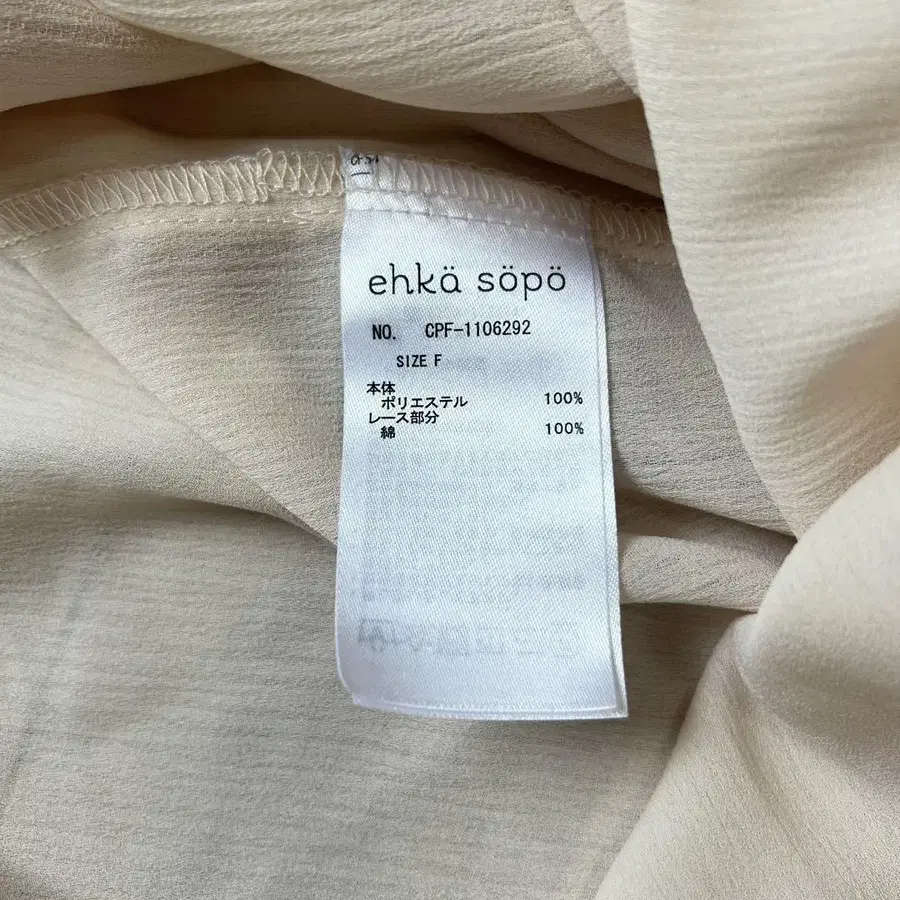 ehkä söpö
NO. CPF-1106292
SIZE F
本体
ポリエステル 100%
レース部分
綿 100%